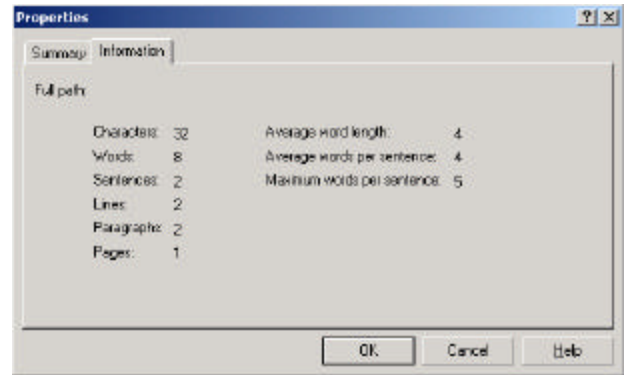 Properties
Summary Information
Full path:
Characters: 32 Average word length: 4
Words: 8 Average words per sentence: 4
Sentences: 2 Maximum words per sentence: 5
Lines: 2
Paragraphs: 2
Pages: 1
OK Cancel Help